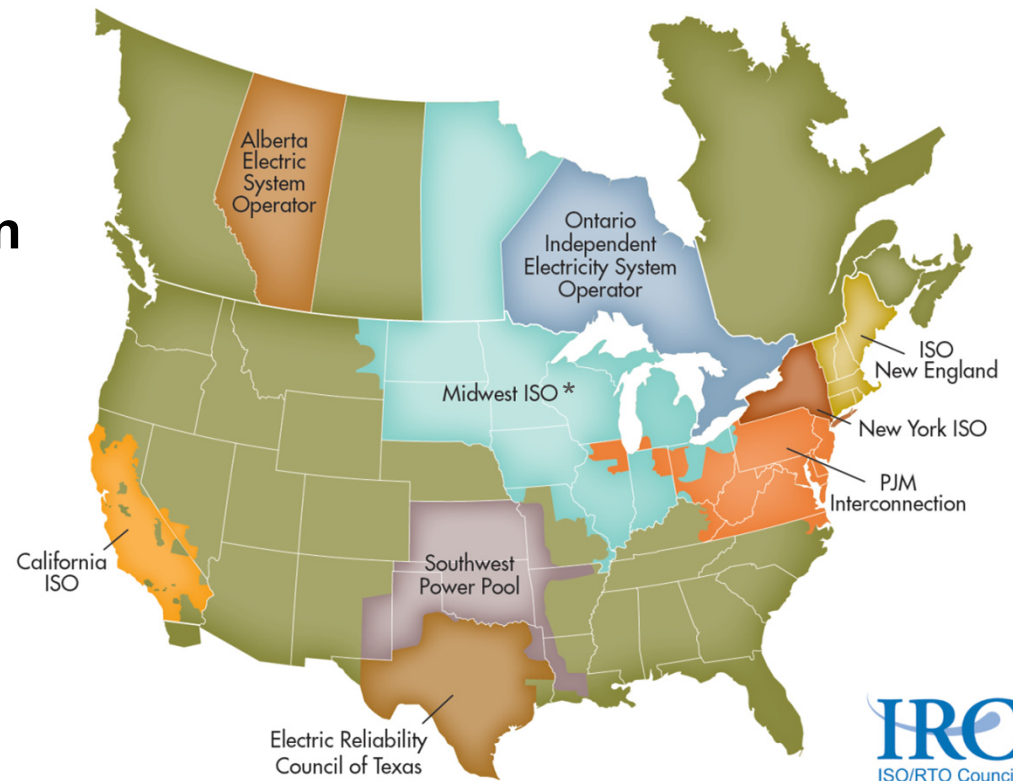 Alberta
Electric
System
Operator
n
Ontario
Independent
Electricity System
Operator
ISO
New England
Midwest ISO*
New York ISO
PJM
Interconnection
California
ISO
Southwest
Power Pool
Electric Reliability
Council of Texas
IRC
ISO/RTO Council